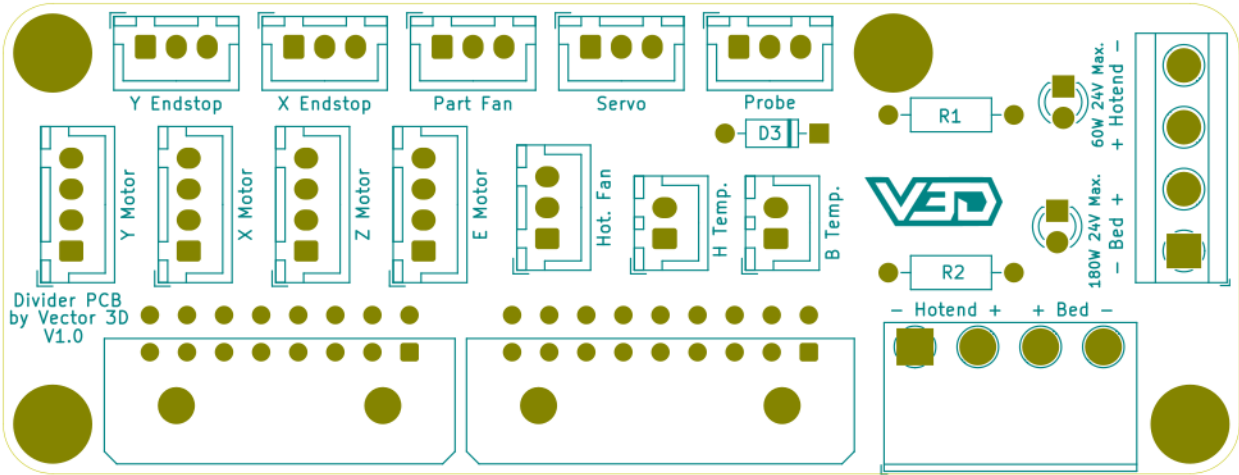 Y Endstop
X Endstop
Part Fan
Servo
Probe
D3
R1
60W 24V Max.
+ Hotend -
Y Motor
X Motor
Z Motor
E Motor
Hot. Fan
H Temp.
B Temp.
V3D
180W 24V Max.
- Bed +
R2
Divider PCB
by Vector 3D
V1.0
- Hotend +
+ Bed -